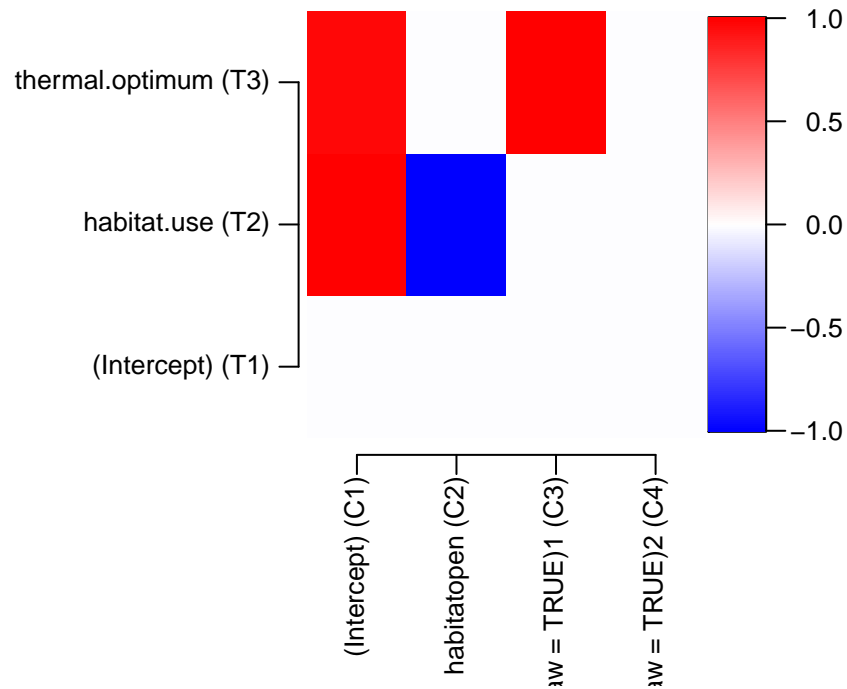 thermal.optimum (T3)
habitat.use (T2)
(Intercept) (T1)
(Intercept) (C1)
habitatopen (C2)
aw = TRUE)1 (C3)
aw = TRUE)2 (C4)
1.0
0.5
0.0
−0.5
−1.0